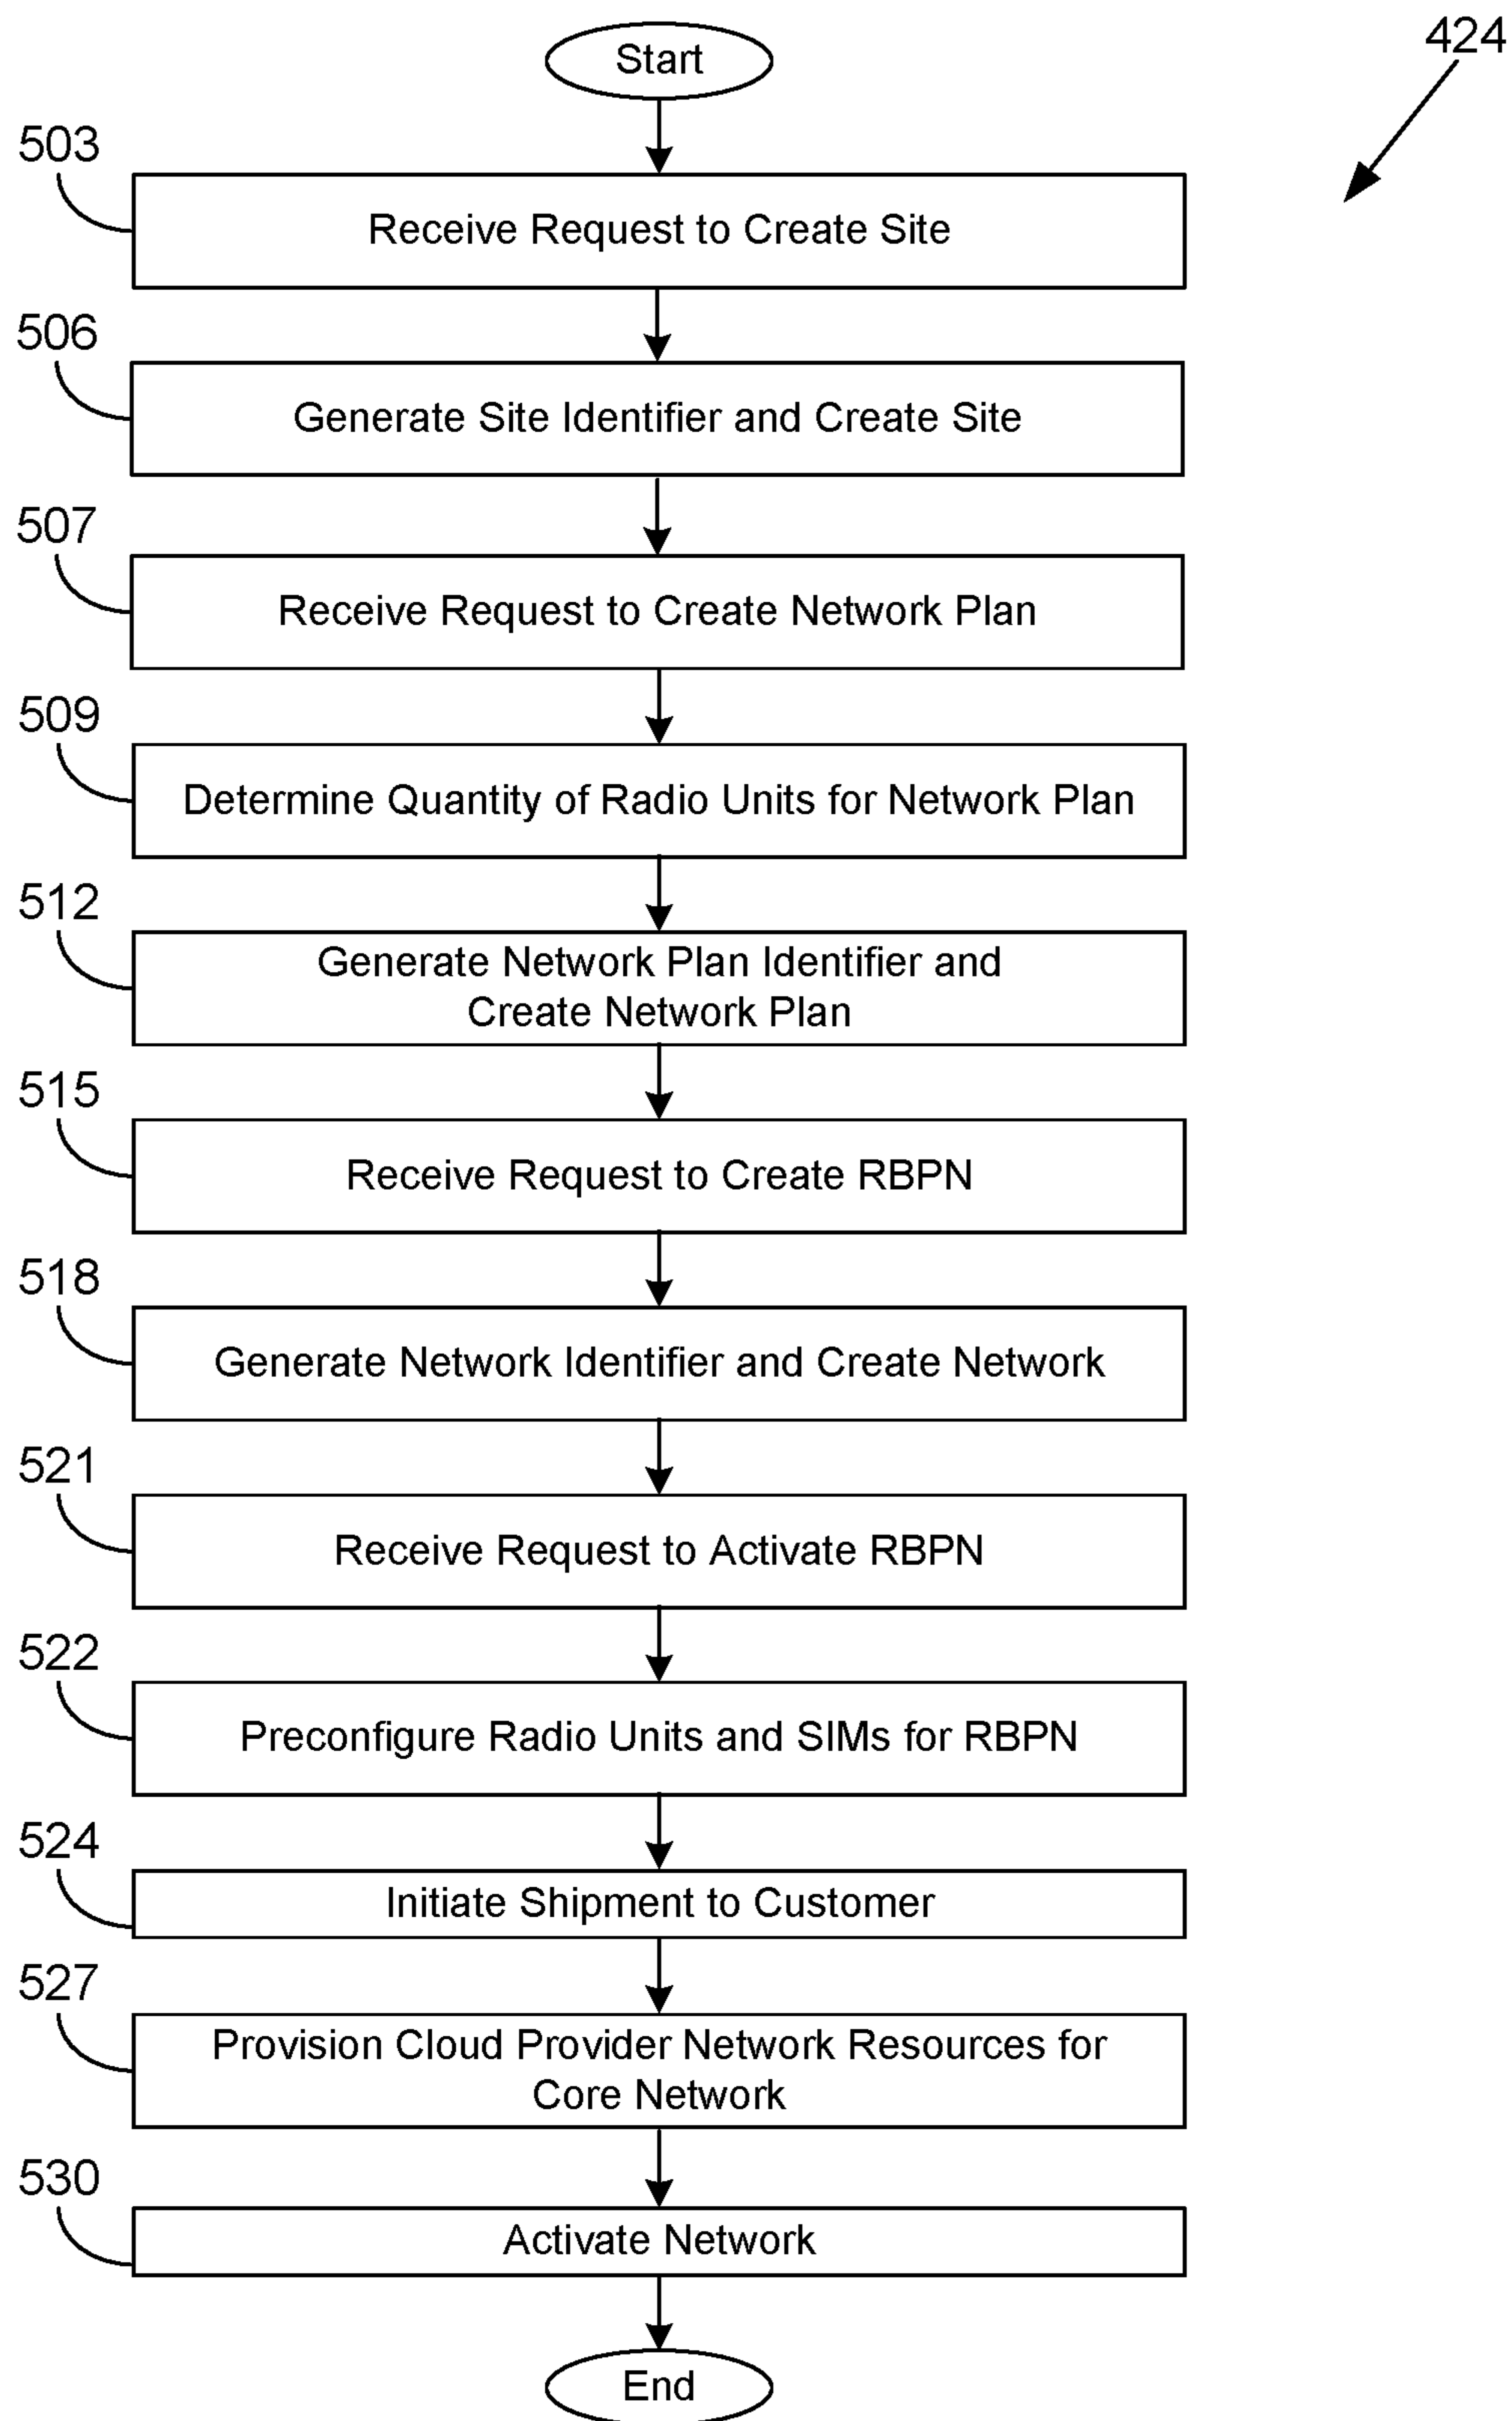 424
Start
503
Receive Request to Create Site
506
Generate Site Identifier and Create Site
507
Receive Request to Create Network Plan
509
Determine Quantity of Radio Units for Network Plan
512
Generate Network Plan Identifier and
Create Network Plan
515
Receive Request to Create RBPN
518
Generate Network Identifier and Create Network
521
Receive Request to Activate RBPN
522
Preconfigure Radio Units and SIMs for RBPN
524
Initiate Shipment to Customer
527
Provision Cloud Provider Network Resources for
Core Network
530
Activate Network
End